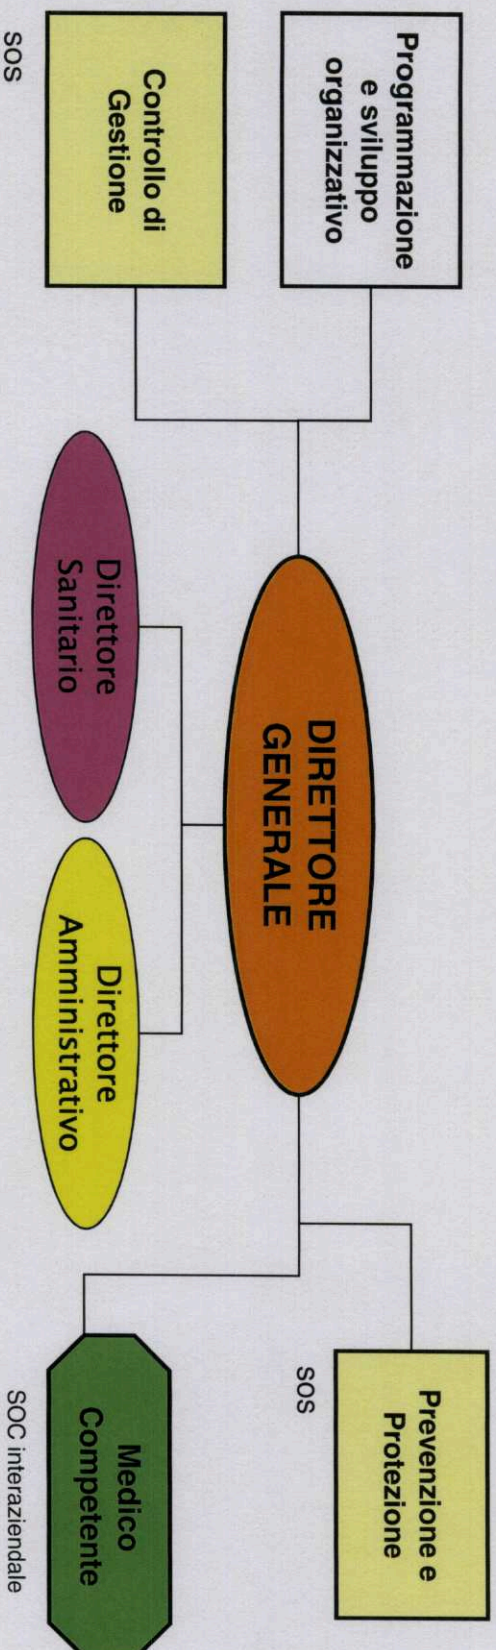 Programmazione
e sviluppo
organizzativo
Controllo di
Gestione
SOS
DIRETTORE
GENERALE
Direttore
Sanitario
Direttore
Amministrativo
Prevenzione e
Protezione
SOS
Medico
Competente
SOC interaziendale